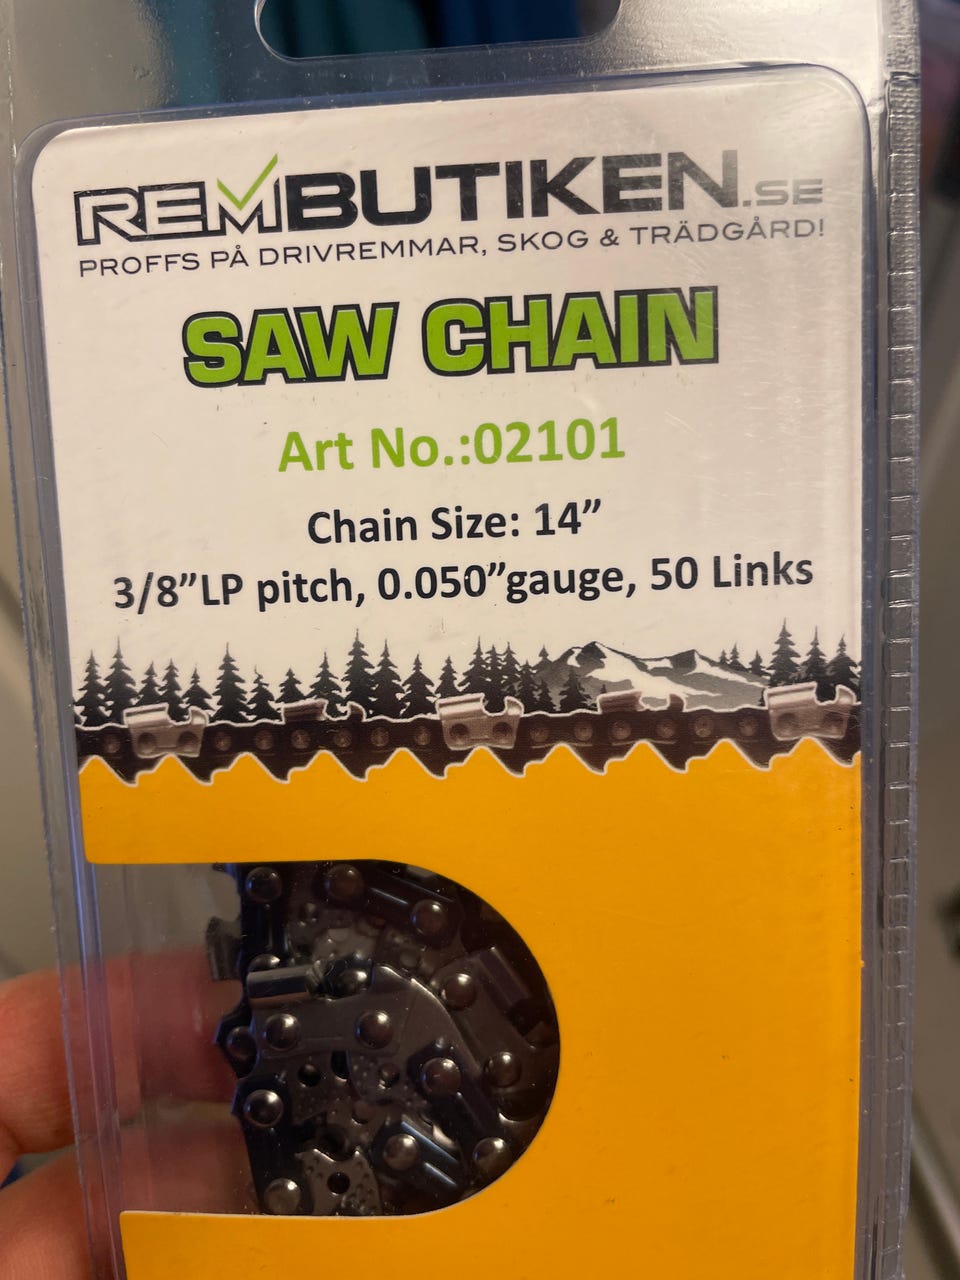 REMBUTIKEN.SE
PROFFS PÅ DRIVREMMAR, SKOG & TRÄDGÅRD!
SAW CHAIN
Art No.:02101
Chain Size: 14”
3/8”LP pitch, 0.050”gauge, 50 Links